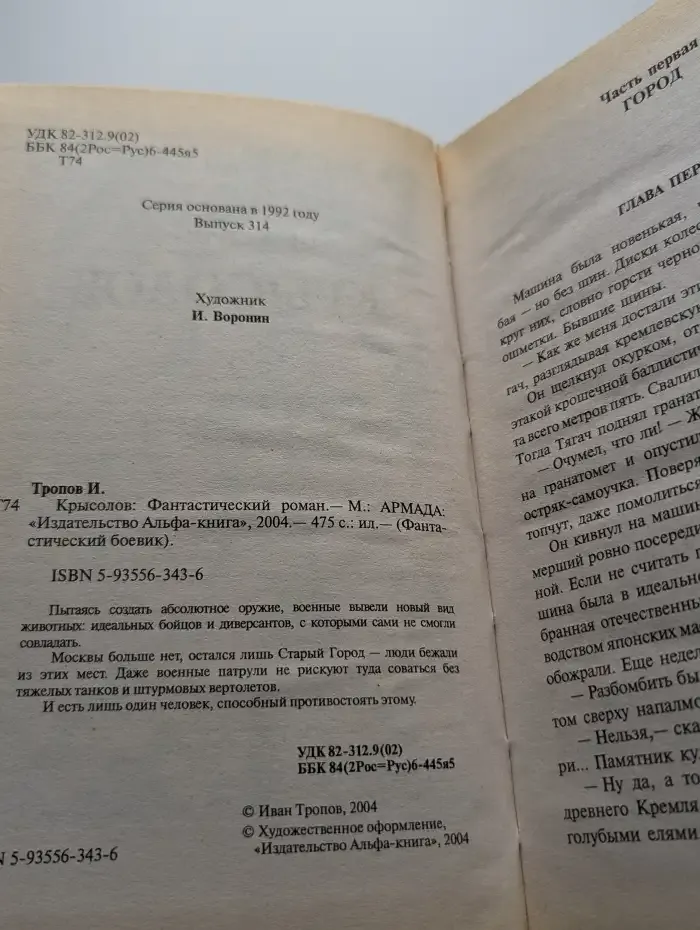 УДК 82-312.9(02)
ББК 84(2Рос=Рус)6-445я5
Т74
Серия основана в 1992 году
Выпуск 314
Художник
И. Воронин
Тропов И.
Т74 Крысолов: Фантастический роман.— М.: АРМАДА:
«Издательство Альфа-книга», 2004.— 475 с.: ил.— (Фанта-
стический боевик).
ISBN 5-93556-343-6
Пытаясь создать абсолютное оружие, военные вывели новый вид
животных: идеальных бойцов и диверсантов, с которыми сами не смогли
совладать.
Москвы больше нет, остался лишь Старый Город — люди бежали
из этих мест. Даже военные патрули не рискуют туда соваться без
тяжелых танков и штурмовых вертолетов.
И есть лишь один человек, способный противостоять этому.
УДК 82-312.9(02)
ББК 84(2Рос=Рус)6-445я5
© Иван Тропов, 2004
© Художественное оформление,
«Издательство Альфа-книга», 2004
N 5-93556-343-6
Часть первая
ГОРОД
ГЛАВА ПЕР
Машина была новенькая,
бая — но без шин. Диски колес
круг них, словно горсти черно
ошметки. Бывшие шины.
— Как же меня достали эти
гач, разглядывая кремлевскую
Он щелкнул окурком, от
этакой крошечной баллистич
та всего метров пять. Свалил
Тогда Тягач поднял гранат
— Очумел, что ли! — Ж
на гранатомет и опустил
остряк-самоучка. Поверя
топчут, даже помолиться
Он кивнул на машин
мерший ровно посреди
ной. Если не считать
шина была в идеально
бранная отечественны
водством японских ма
обожрали. Еще недел
— Разбомбить бы
том сверху напалмо
— Нельзя,— ска
ри... Памятник ку
— Ну да, а то
древнего Кремля
голубыми елями